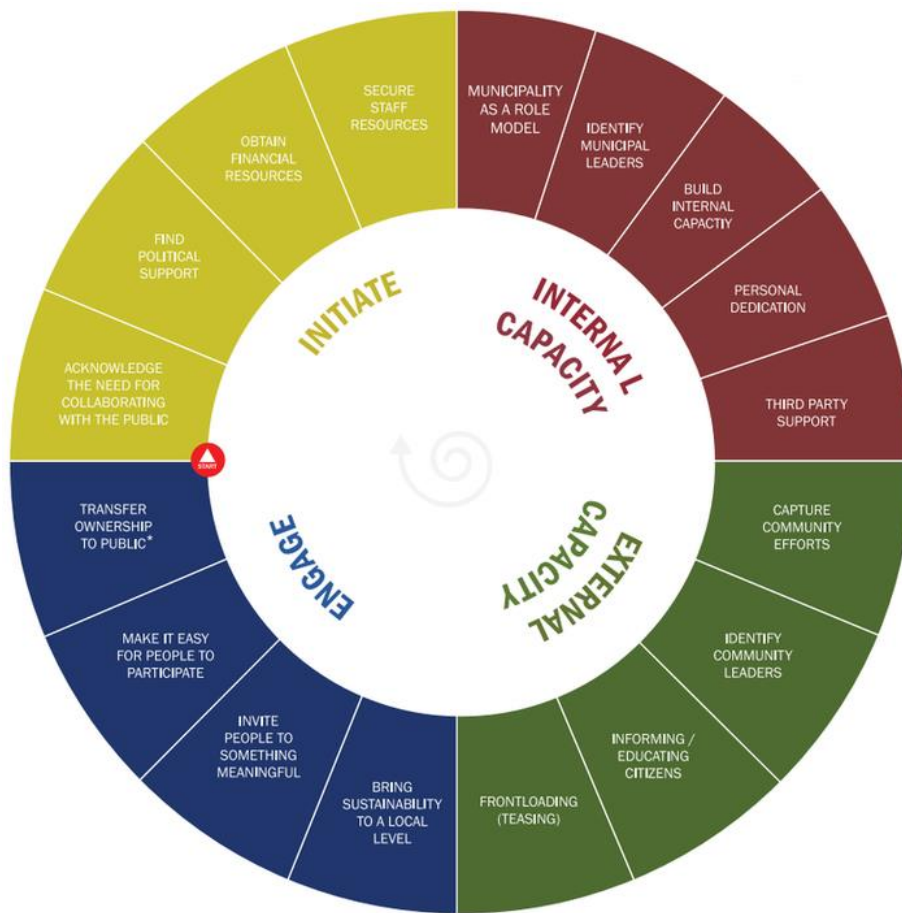 SECURE
STAFF
RESOURCES
MUNICIPALITY
AS A ROLE
MODEL
OBTAIN
FINANCIAL
RESOURCES
IDENTIFY
MUNICIPAL
LEADERS
FIND
POLITICAL
SUPPORT
BUILD
INTERNAL
CAPACTIY
ACKNOWLEDGE
THE NEED FOR
COLLABORATING
WITH THE PUBLIC
PERSONAL
DEDICATION
THIRD PARTY
SUPPORT
INITIATE
INTERNAL
CAPACITY
START
ENGAGE
EXTERNAL
CAPACITY
TRANSFER
OWNERSHIP
TO PUBLIC*
CAPTURE
COMMUNITY
EFFORTS
MAKE IT EASY
FOR PEOPLE TO
PARTICIPATE
IDENTIFY
COMMUNITY
LEADERS
INVITE
PEOPLE TO
SOMETHING
MEANINGFUL
INFORMING /
EDUCATING
CITIZENS
BRING
SUSTAINABILITY
TO A LOCAL
LEVEL
FRONTLOADING
(TEASING)